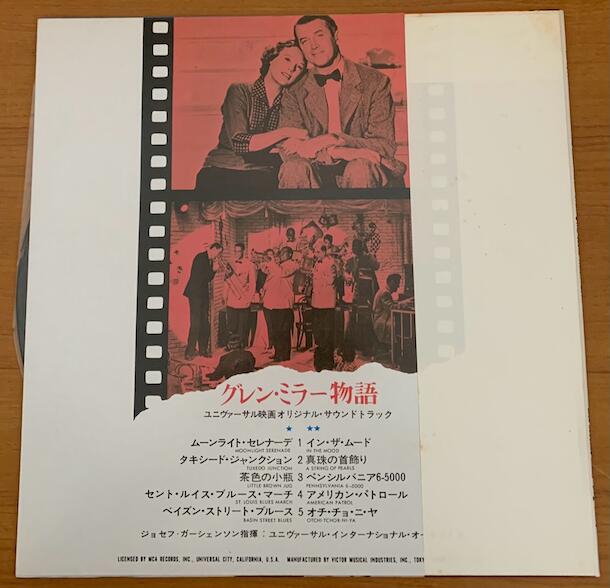 グレン・ミラー物語
ユニヴァーサル映画オリジナル・サウンドトラック
★ ★★
ムーンライト・セレナーデ 1 イン・ザ・ムード
MOONLIGHT SERENADE IN THE MOOD
タキシード・ジャンクション 2 真珠の首飾り
TUXEDO JUNCTION A STRING OF PEARLS
茶色の小瓶 3 ペンシルバニア6-5000
LITTLE BROWN JUG PENNSYLVANIA 6-5000
セント・ルイス・ブルース・マーチ 4 アメリカン・パトロール
ST. LOUIS BLUES MARCH AMERICAN PATROL
ベイズン・ストリート・ブルース 5 オチ・チョ・ニ・ヤ
BASIN STREET BLUES OTCHI-TCHOR-NI-YA
ジョセフ・ガーシェンソン指揮：ユニヴァーサル・インターナショナル・オー
LICENSED BY MCA RECORDS, INC., UNIVERSAL CITY, CALIFORNIA, U.S.A. MANUFACTURED BY VICTOR MUSICAL INDUSTRIES, INC., TOKY